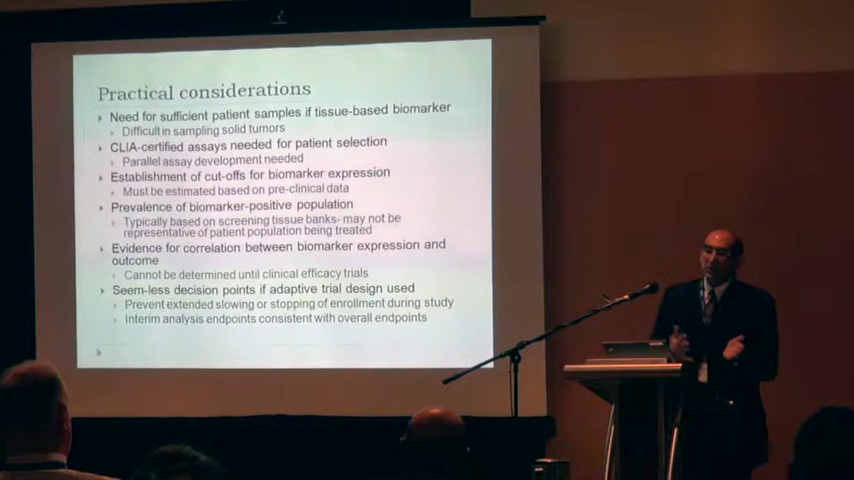 Practical considerations
Need for sufficient patient samples if tissue-based biomarker
Difficult in sampling solid tumors
CLIA-certified assays needed for patient selection
Parallel assay development needed
Establishment of cut-offs for biomarker expression
Must be estimated based on pre-clinical data
Prevalence of biomarker-positive population
Typically based on screening tissue banks- may not be
representative of patient population being treated
Evidence for correlation between biomarker expression and
outcome
Cannot be determined until clinical efficacy trials
Seem-less decision points if adaptive trial design used
Prevent extended slowing or stopping of enrollment during study
Interim analysis endpoints consistent with overall endpoints